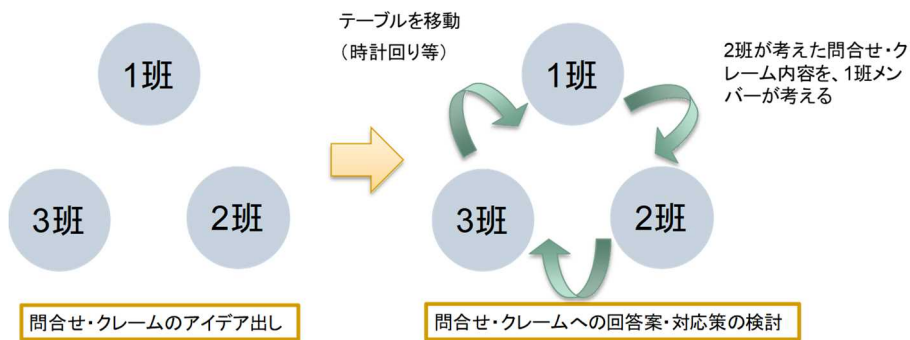 1班
3班
2班
問合せ・クレームのアイデア出し
テーブルを移動
（時計回り等）
1班
2班が考えた問合せ・ク
レーム内容を、1班メン
バーが考える
3班
2班
問合せ・クレームへの回答案・対応策の検討